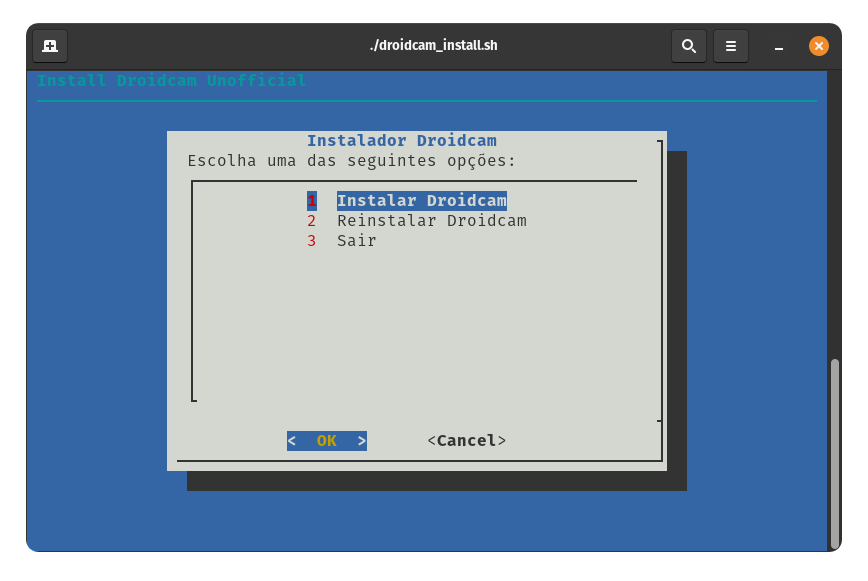 ./droidcam_install.sh
Install Droidcam Unofficial
Instalador Droidcam
Escolha uma das seguintes opções:
1 Instalar Droidcam
2 Reinstalar Droidcam
3 Sair
< OK > <Cancel>